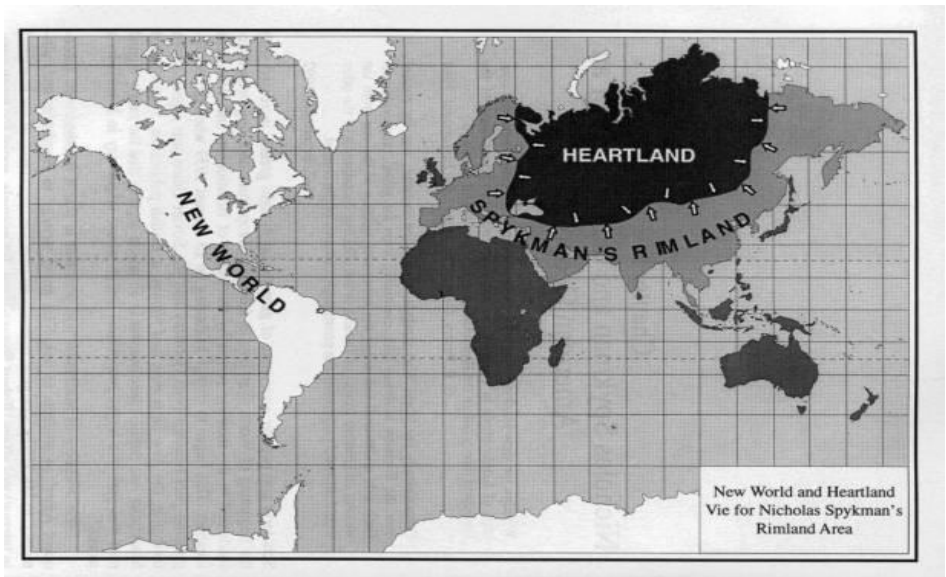 HEARTLAND
SPYKMAN'S RIMLAND
NEW WORLD
New World and Heartland
Vie for Nicholas Spykman's
Rimland Area